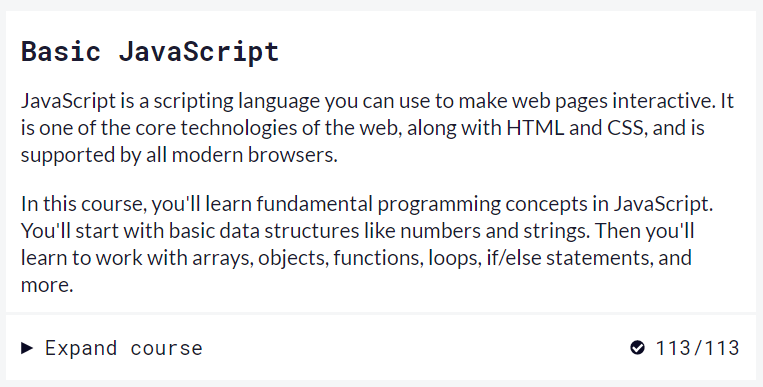 Basic JavaScript
JavaScript is a scripting language you can use to make web pages interactive. It
is one of the core technologies of the web, along with HTML and CSS, and is
supported by all modern browsers.
In this course, you'll learn fundamental programming concepts in JavaScript.
You'll start with basic data structures like numbers and strings. Then you'll
learn to work with arrays, objects, functions, loops, if/else statements, and
more.
Expand course 113/113